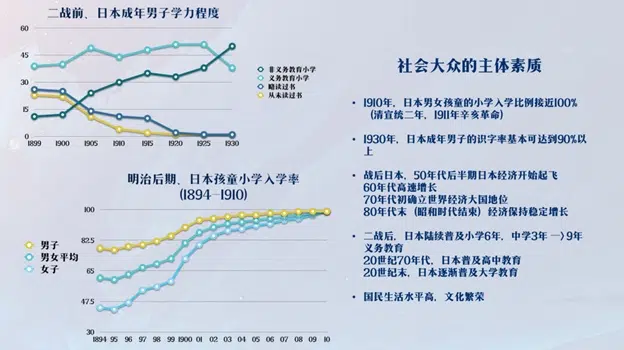 二战前、日本成年男子学力程度
60
45
30
15
0
1899
1900
1905
1910
1915
1920
1925
1930
非义务教育小学
义务教育小学
略读过书
从未读过书
明治后期、日本孩童小学入学率
(1894-1910)
100
82.5
65
47.5
30
男子
男女平均
女子
1894 95 96 97 98 99 1900 01 02 03 04 05 06 07 08 09 10
社会大众的主体素质
• 1910年，日本男女孩童的小学入学比例接近100%
(清宣统二年，1911年辛亥革命)
• 1930年，日本成年男子的识字率基本可达到90%以
上
• 战后日本，50年代后半期日本经济开始起飞
60年代高速增长
70年代初确立世界经济大国地位
80年代末（昭和时代结束）经济保持稳定增长
• 二战后，日本陆续普及小学6年，中学3年 —> 9年
义务教育
20世纪70年代，日本普及高中教育
20世纪末，日本逐渐普及大学教育
• 国民生活水平高，文化繁荣